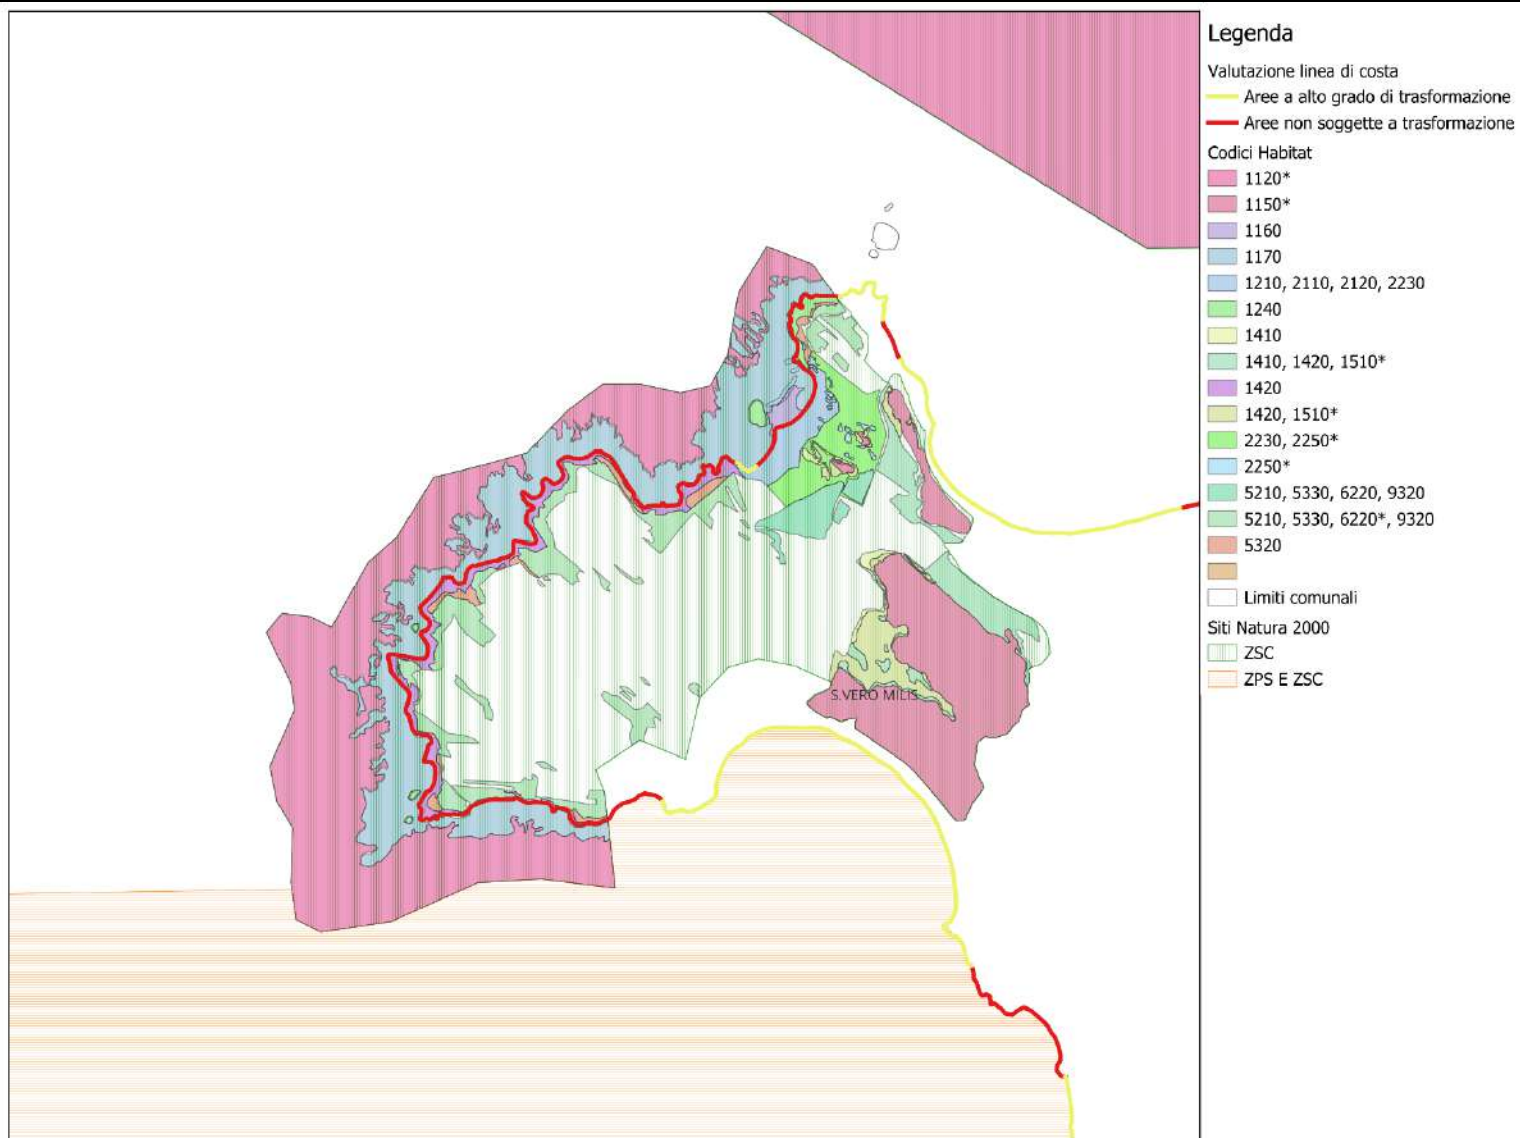 Legenda
Valutazione linea di costa
Aree a alto grado di trasformazione
Aree non soggette a trasformazione
Codici Habitat
1120*
1150*
1160
1170
1210, 2110, 2120, 2230
1240
1410
1410, 1420, 1510*
1420
1420, 1510*
2230, 2250*
2250*
5210, 5330, 6220, 9320
5210, 5330, 6220*, 9320
5320
Limiti comunali
Siti Natura 2000
ZSC
ZPS E ZSC
S.VERO MILIS